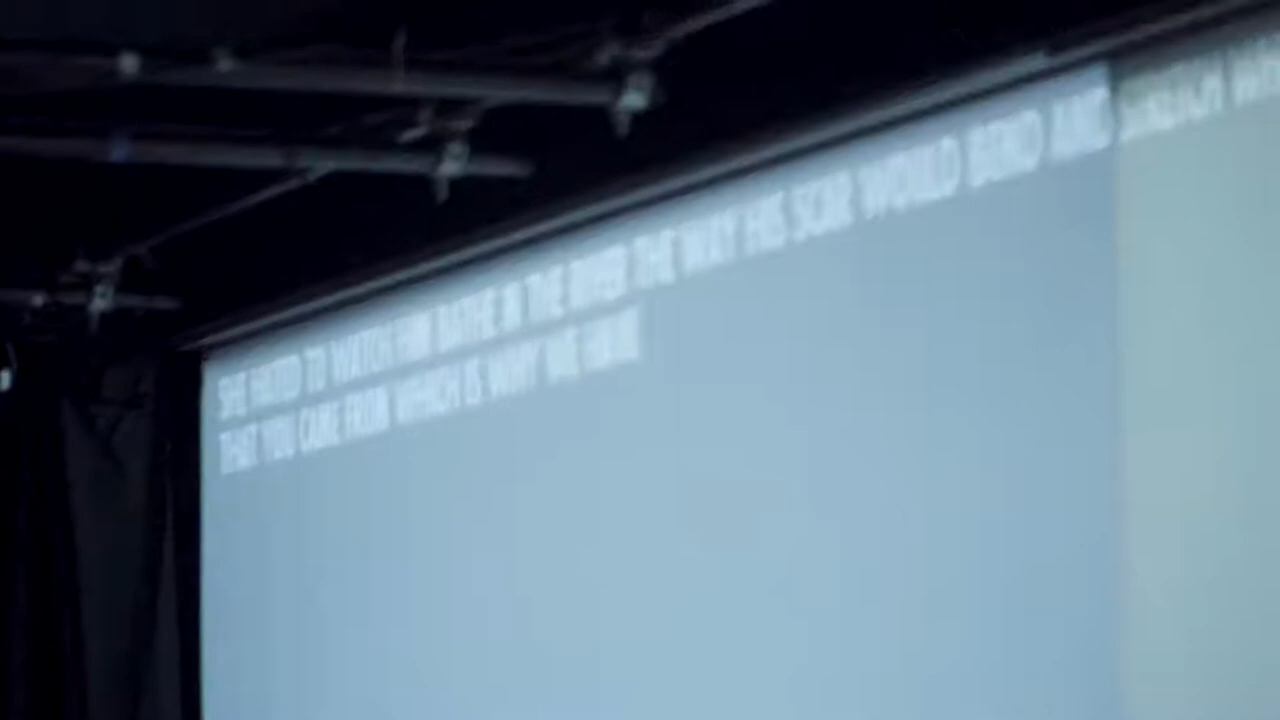 SHE HATED TO WATCH HIM BATHE IN THE RIVER THE WAY HIS SCAR WOULD BEND AND
THAT YOU CAME FROM WHICH IS WHY WE HAVE